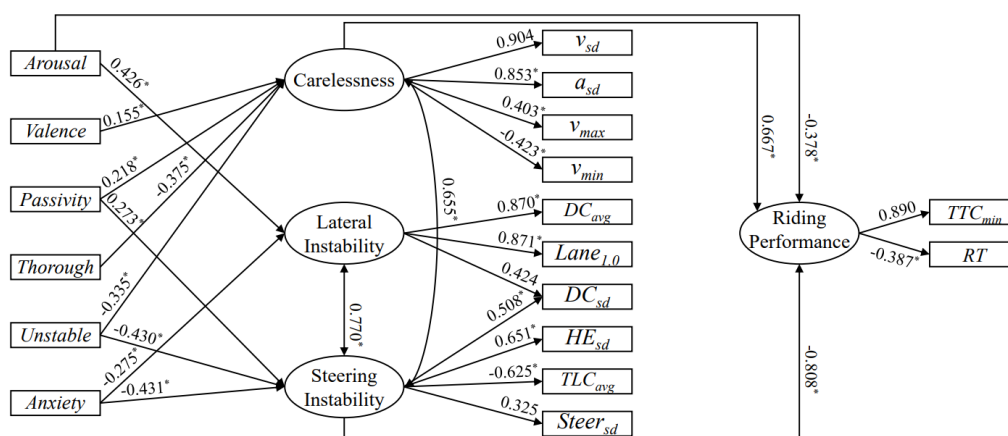 Arousal
Valence
Passivity
Thorough
Unstable
Anxiety
0.426*
0.155*
0.218*
0.273*
-0.375*
-0.335*
-0.430*
-0.275*
-0.431*
Carelessness
Lateral
Instability
Steering
Instability
0.655*
0.770*
0.904
0.853*
0.403*
-0.423*
0.870*
0.871*
0.424
0.508*
0.651*
-0.625*
0.325
v_sd
a_sd
v_max
v_min
DC_avg
Lane_1.0
DC_sd
HE_sd
TLC_avg
Steer_sd
0.667*
-0.378*
-0.808*
Riding
Performance
0.890
-0.387*
TTC_min
RT